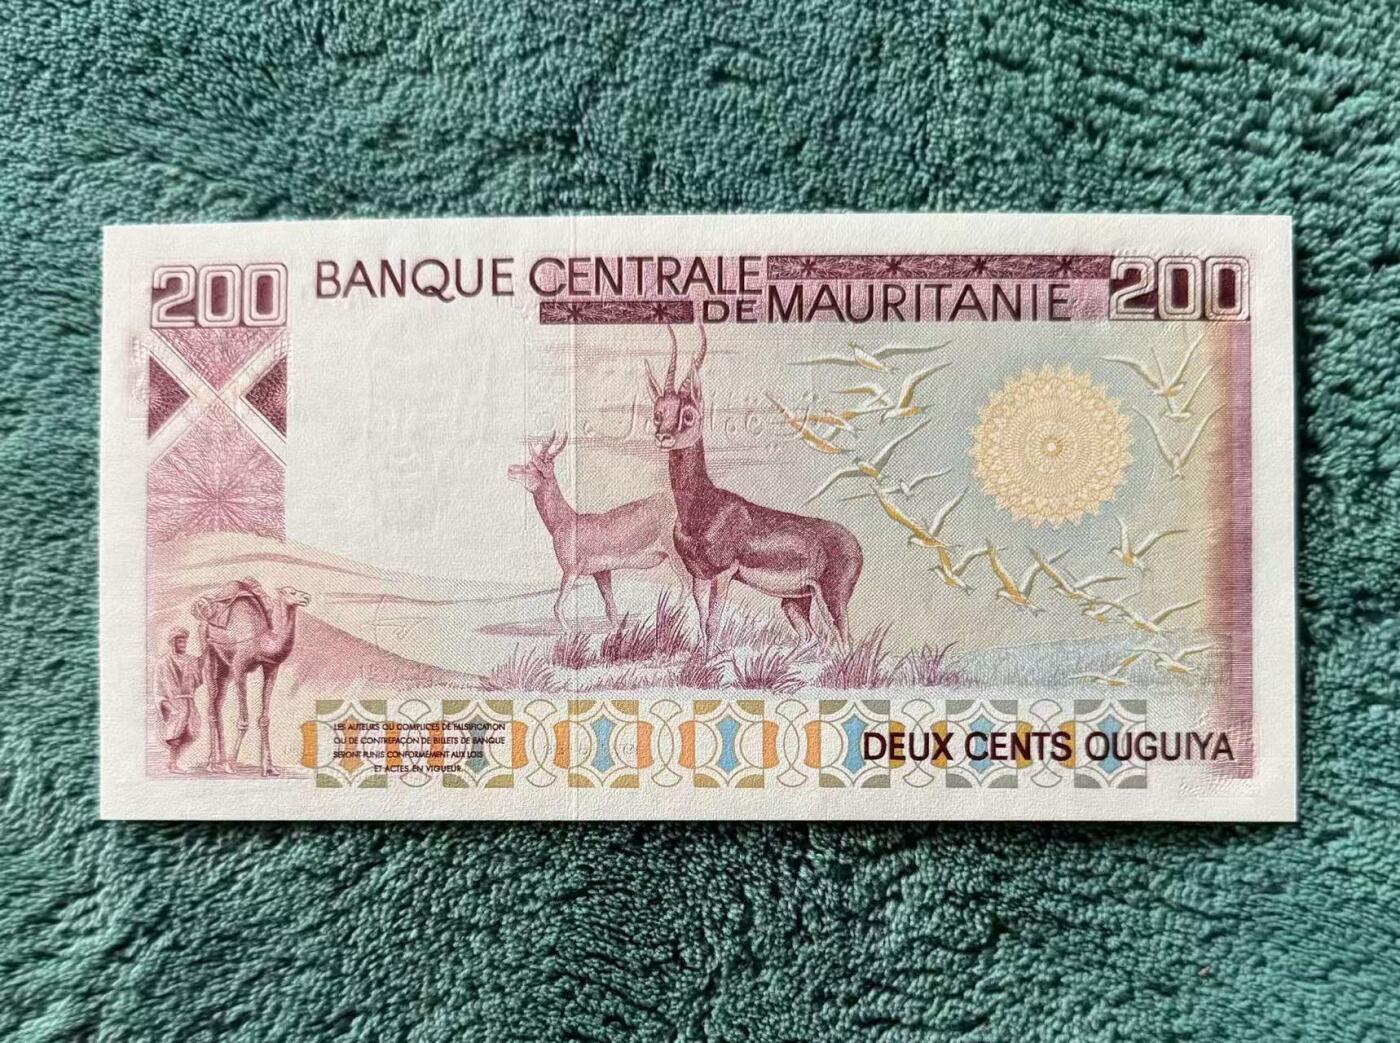 200
BANQUE CENTRALE
DE MAURITANIE
200
LES AUTEURS OU COMPLICES DE FALSIFICATION
OU DE CONTREFAÇON DE BILLETS DE BANQUE
SERONT PUNIS CONFORMEMENT AUX LOIS
ET ACTES EN VIGUEUR.
DEUX CENTS OUGUIYA